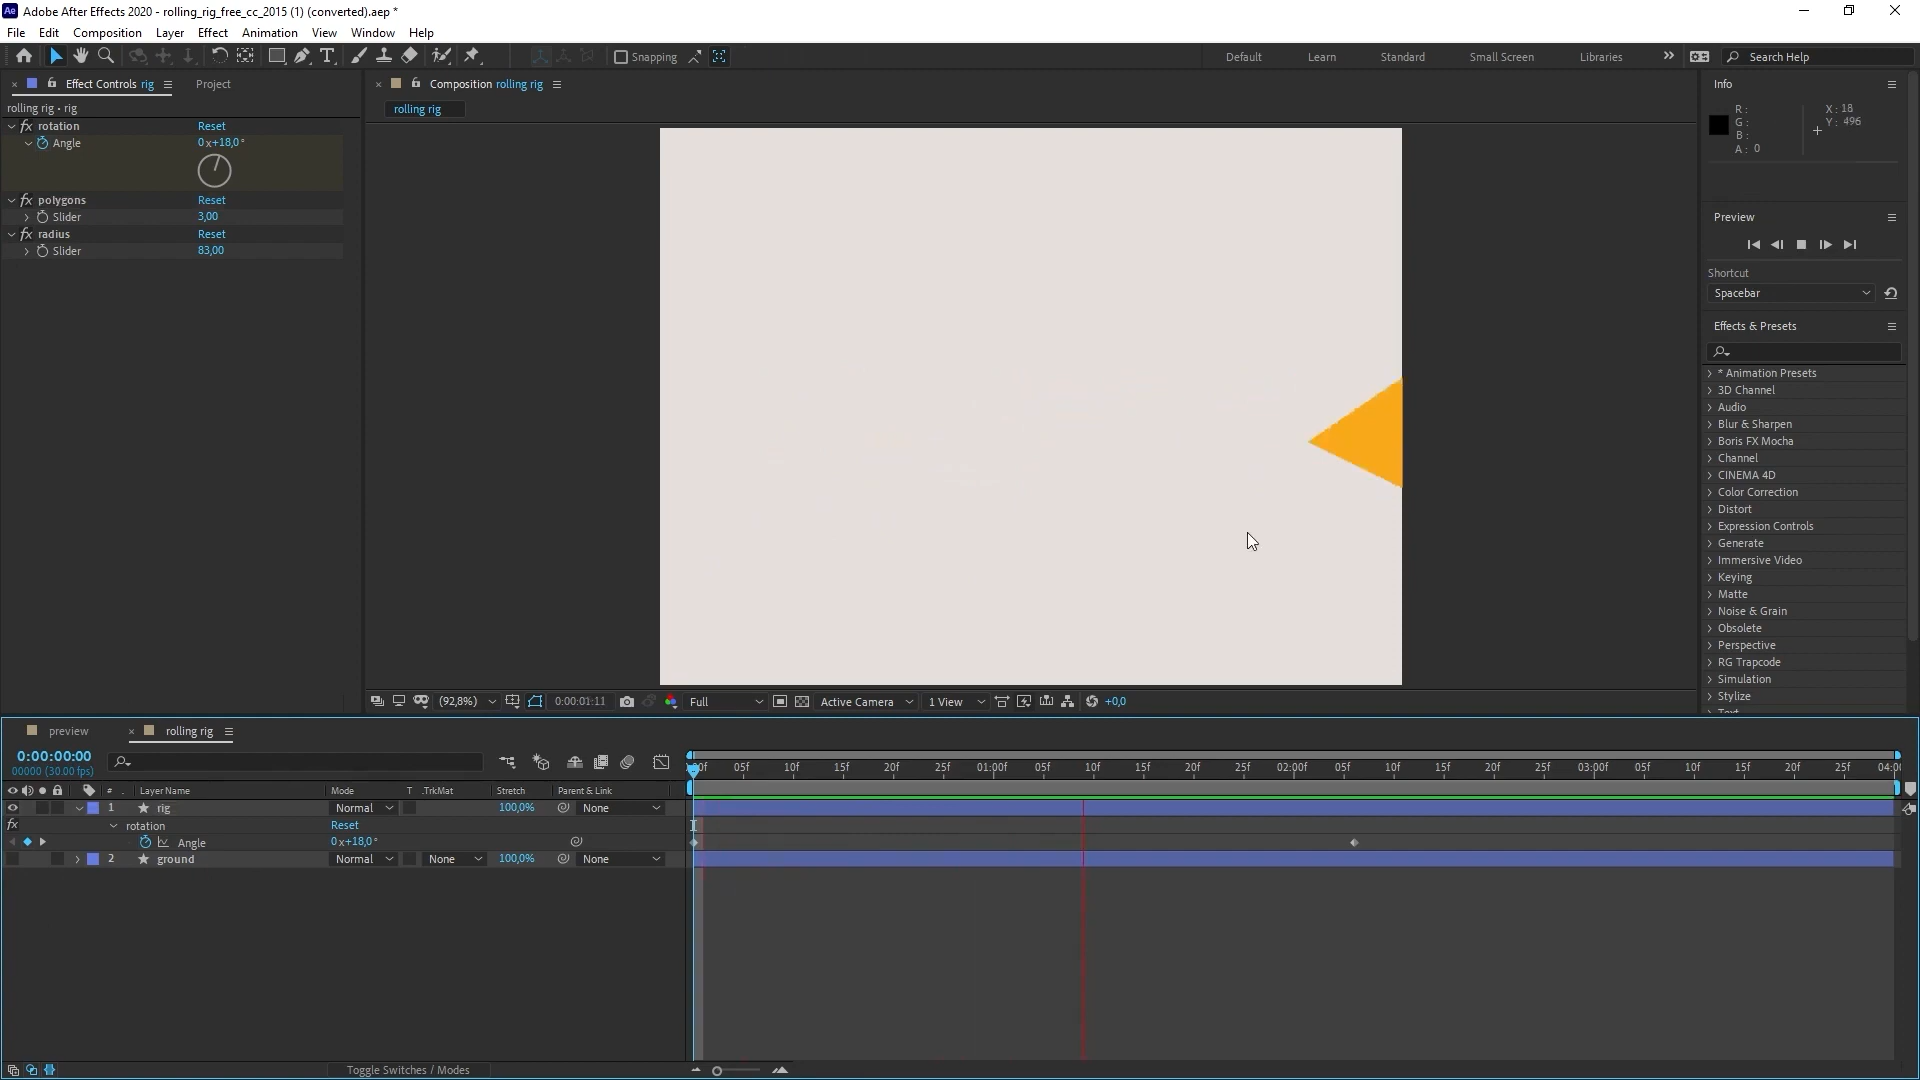 Ae Adobe After Effects 2020 - rolling_rig_free_cc_2015 (1) (converted).aep *
File Edit Composition Layer Effect Animation View Window Help
Snapping
Default Learn Standard Small Screen Libraries Search Help
Effect Controls rig Project
rolling rig • rig
fx rotation Reset
Angle 0x+18,0°
fx polygons Reset
Slider 3,00
fx radius Reset
Slider 83,00
Composition rolling rig
rolling rig
(92,8%) 0:00:01:11 Full Active Camera 1 View +0,0
Info
R :
G :
B :
A : 0
X : 18
Y : 496
Preview
Shortcut
Spacebar
Effects & Presets
* Animation Presets
3D Channel
Audio
Blur & Sharpen
Boris FX Mocha
Channel
CINEMA 4D
Color Correction
Distort
Expression Controls
Generate
Immersive Video
Keying
Matte
Noise & Grain
Obsolete
Perspective
RG Trapcode
Simulation
Stylize
Text
preview rolling rig
0:00:00:00
00000 (30.00 fps)
05f 10f 15f 20f 25f 01:00f 05f 10f 15f 20f 25f 02:00f 05f 10f 15f 20f 25f 03:00f 05f 10f 15f 20f 25f
# Layer Name Mode T .TrkMat Stretch Parent & Link
1 rig Normal 100,0% None
fx rotation Reset
Angle 0x+18,0°
2 ground Normal None 100,0% None
Toggle Switches / Modes